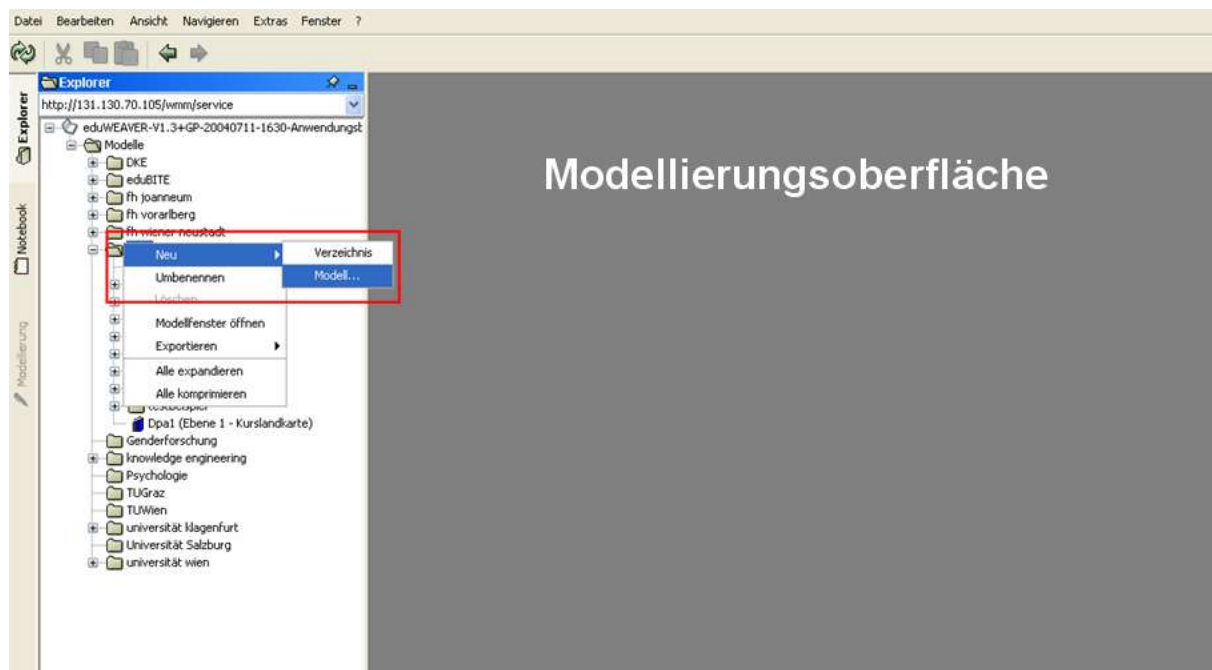 Datei Bearbeiten Ansicht Navigieren Extras Fenster ?
Explorer
http://131.130.70.105/wmm/service
eduWEAVER-V1.3+GP-20040711-1630-Anwendungst
Modelle
DKE
eduBITE
fh joanneum
fh vorarlberg
fh wiener neustadt
Neu
Verzeichnis
Umbenennen
Modell...
Löschen
Modellfenster öffnen
Exportieren
Alle expandieren
Alle komprimieren
testbeispiel
Dpa1 (Ebene 1 - Kurslandkarte)
Genderforschung
knowledge engineering
Psychologie
TUGraz
TUWien
universität klagenfurt
Universität Salzburg
universität wien
Explorer
Notebook
Modellierung
Modellierungsoberfläche